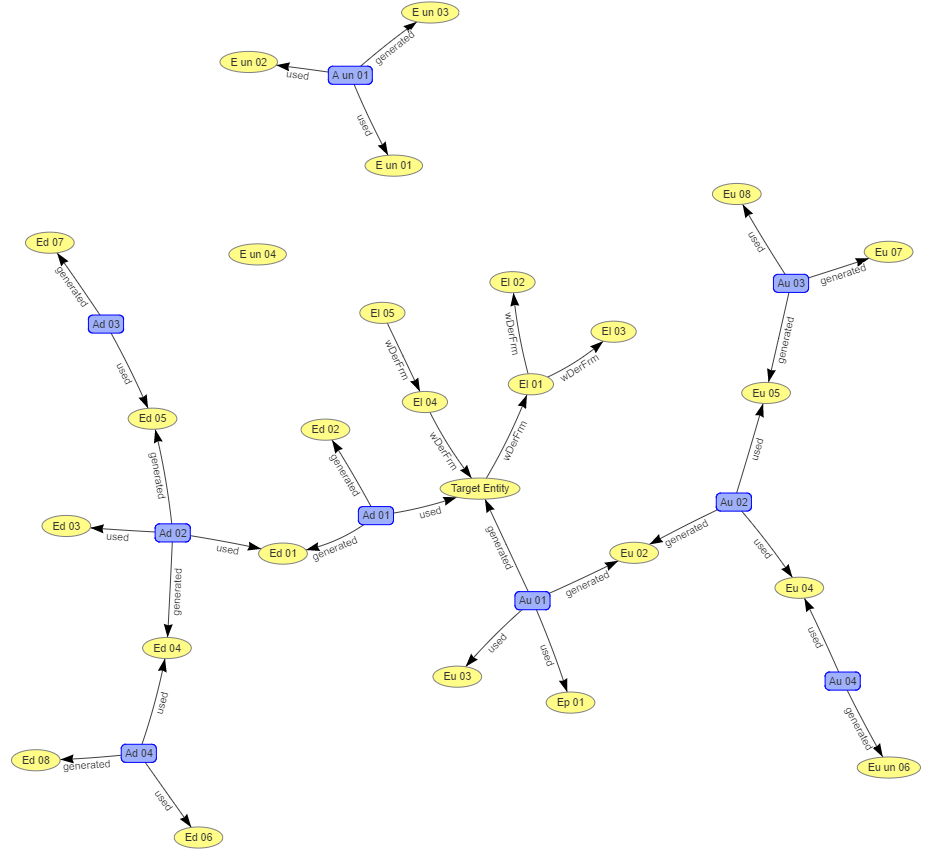 E un 03
generated
E un 02
used
A un 01
used
E un 01
Eu 08
used
Eu 07
generated
Au 03
generated
Ed 07
generated
E un 04
El 02
Ad 03
El 05
wDerFrm
wDerFrm
El 03
wDerFrm
used
El 01
Eu 05
El 04
Ed 05
Ed 02
wDerFrm
wDerFrm
used
generated
generated
Target Entity
Au 02
Ad 01
used
Ed 03
used
Ad 02
used
Ed 01
generated
generated
Eu 02
generated
used
generated
generated
Eu 04
Au 01
used
Ed 04
used
used
Eu 03
Au 04
used
Ep 01
generated
Ad 04
Ed 08
generated
Eu un 06
used
Ed 06